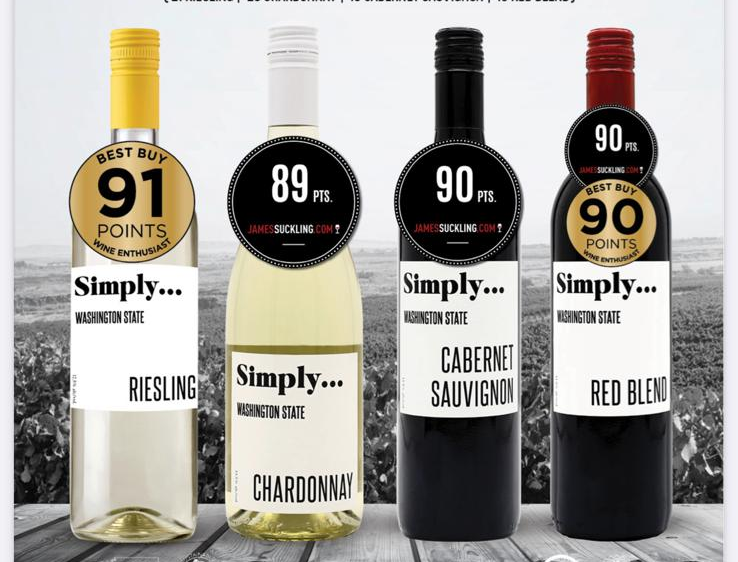 BEST BUY
91
POINTS
WINE ENTHUSIAST
Simply...
WASHINGTON STATE
RIESLING
89 PTS.
JAMESSUCKLING.COM
Simply...
WASHINGTON STATE
CHARDONNAY
90 PTS.
JAMESSUCKLING.COM
Simply...
WASHINGTON STATE
CABERNET
SAUVIGNON
90 PTS.
JAMESSUCKLING.COM
BEST BUY
90
POINTS
WINE ENTHUSIAST
Simply...
WASHINGTON STATE
RED BLEND